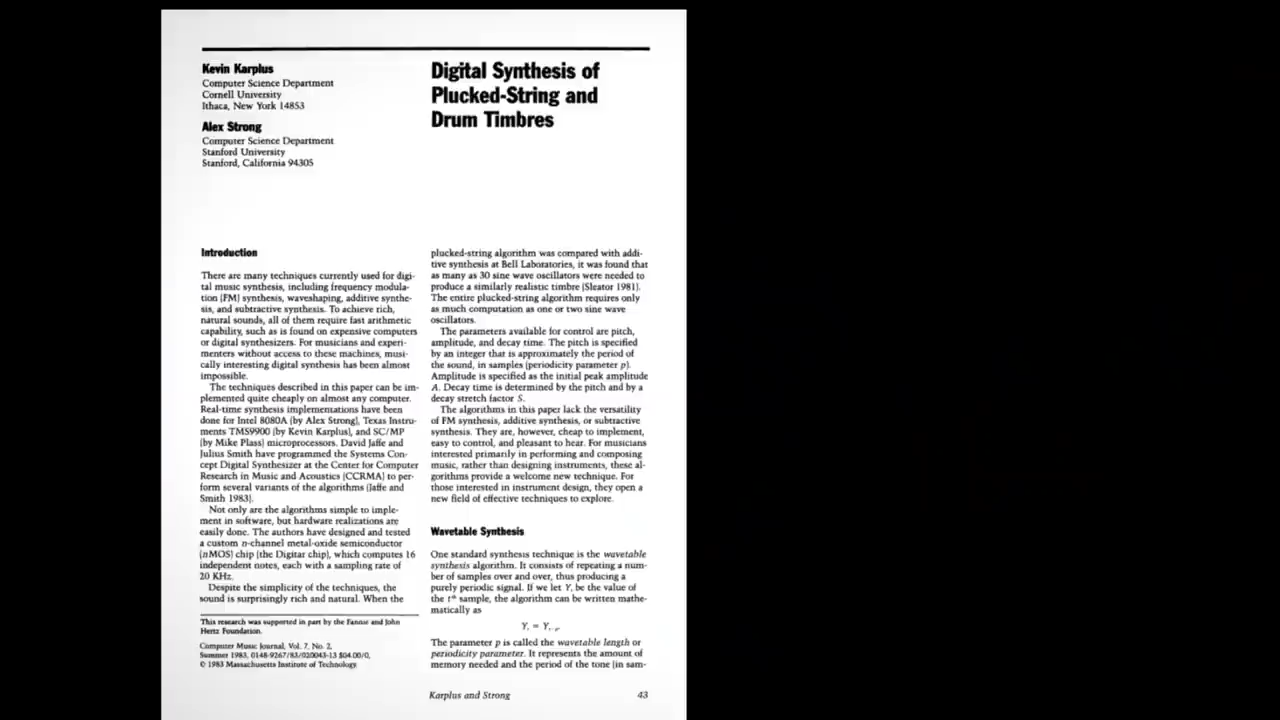 Kevin Karplus
Computer Science Department
Cornell University
Ithaca, New York 14853
Alex Strong
Computer Science Department
Stanford University
Stanford, California 94305
Digital Synthesis of
Plucked-String and
Drum Timbres
Introduction
There are many techniques currently used for digi-
tal music synthesis, including frequency modula-
tion (FM) synthesis, waveshaping, additive synthe-
sis, and subtractive synthesis. To achieve rich,
natural sounds, all of them require fast arithmetic
capability, such as is found on expensive computers
or digital synthesizers. For musicians and experi-
menters without access to these machines, musi-
cally interesting digital synthesis has been almost
impossible.
The techniques described in this paper can be im-
plemented quite cheaply on almost any computer.
Real-time synthesis implementations have been
done for Intel 8080A (by Alex Strong), Texas Instru-
ments TMS9900 (by Kevin Karplus), and SC/MP
(by Mike Plass) microprocessors. David Jaffe and
Julius Smith have programmed the Systems Con-
cept Digital Synthesizer at the Center for Computer
Research in Music and Acoustics (CCRMA) to per-
form several variants of the algorithms (Jaffe and
Smith 1983).
Not only are the algorithms simple to imple-
ment in software, but hardware realizations are
easily done. The authors have designed and tested
a custom n-channel metal-oxide semiconductor
(nMOS) chip (the Digitar chip), which computes 16
independent notes, each with a sampling rate of
20 KHz.
Despite the simplicity of the techniques, the
sound is surprisingly rich and natural. When the
This research was supported in part by the Fannie and John
Hertz Foundation.
Computer Music Journal, Vol. 7, No. 2,
Summer 1983, 0148-9267/83/020043-13 $04.00/0,
© 1983 Massachusetts Institute of Technology.
plucked-string algorithm was compared with addi-
tive synthesis at Bell Laboratories, it was found that
as many as 30 sine wave oscillators were needed to
produce a similarly realistic timbre (Sleator 1981).
The entire plucked-string algorithm requires only
as much computation as one or two sine wave
oscillators.
The parameters available for control are pitch,
amplitude, and decay time. The pitch is specified
by an integer that is approximately the period of
the sound, in samples (periodicity parameter p).
Amplitude is specified as the initial peak amplitude
A. Decay time is determined by the pitch and by a
decay stretch factor S.
The algorithms in this paper lack the versatility
of FM synthesis, additive synthesis, or subtractive
synthesis. They are, however, cheap to implement,
easy to control, and pleasant to hear. For musicians
interested primarily in performing and composing
music, rather than designing instruments, these al-
gorithms provide a welcome new technique. For
those interested in instrument design, they open a
new field of effective techniques to explore.
Wavetable Synthesis
One standard synthesis technique is the wavetable
synthesis algorithm. It consists of repeating a num-
ber of samples over and over, thus producing a
purely periodic signal. If we let Yt be the value of
the tth sample, the algorithm can be written mathe-
matically as
Yt = Yt-p.
The parameter p is called the wavetable length or
periodicity parameter. It represents the amount of
memory needed and the period of the tone (in sam-
Karplus and Strong
43